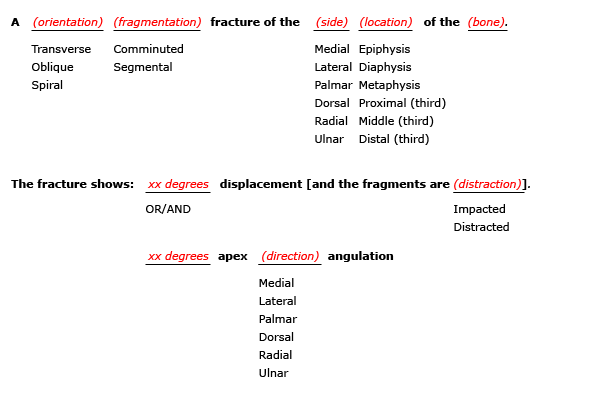 A (orientation) (fragmentation) fracture of the (side) (location) of the (bone).
Transverse Comminuted Medial Epiphysis
Oblique Segmental Lateral Diaphysis
Spiral Palmar Metaphysis
Dorsal Proximal (third)
Radial Middle (third)
Ulnar Distal (third)
The fracture shows: xx degrees displacement [and the fragments are (distraction)].
OR/AND Impacted
Distracted
xx degrees apex (direction) angulation
Medial
Lateral
Palmar
Dorsal
Radial
Ulnar